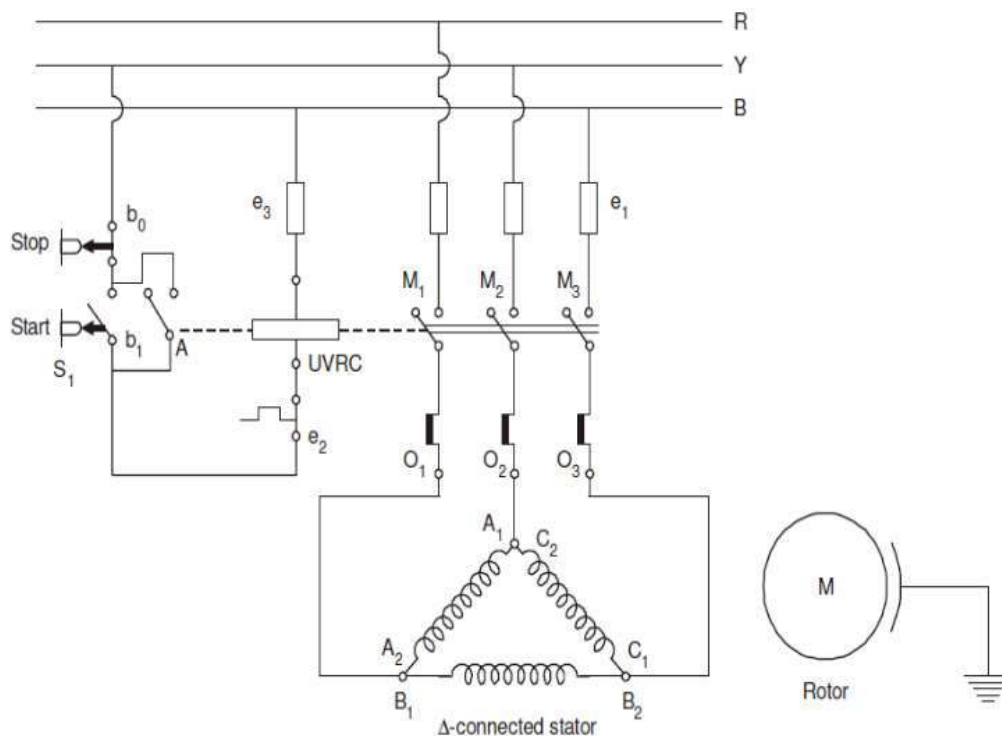 R
Y
B
e3
e1
b0
Stop
M1
M2
M3
Start
b1
A
S1
UVRC
e2
O1
O2
O3
A1
C2
M
A2
C1
B1
B2
Rotor
Δ-connected stator